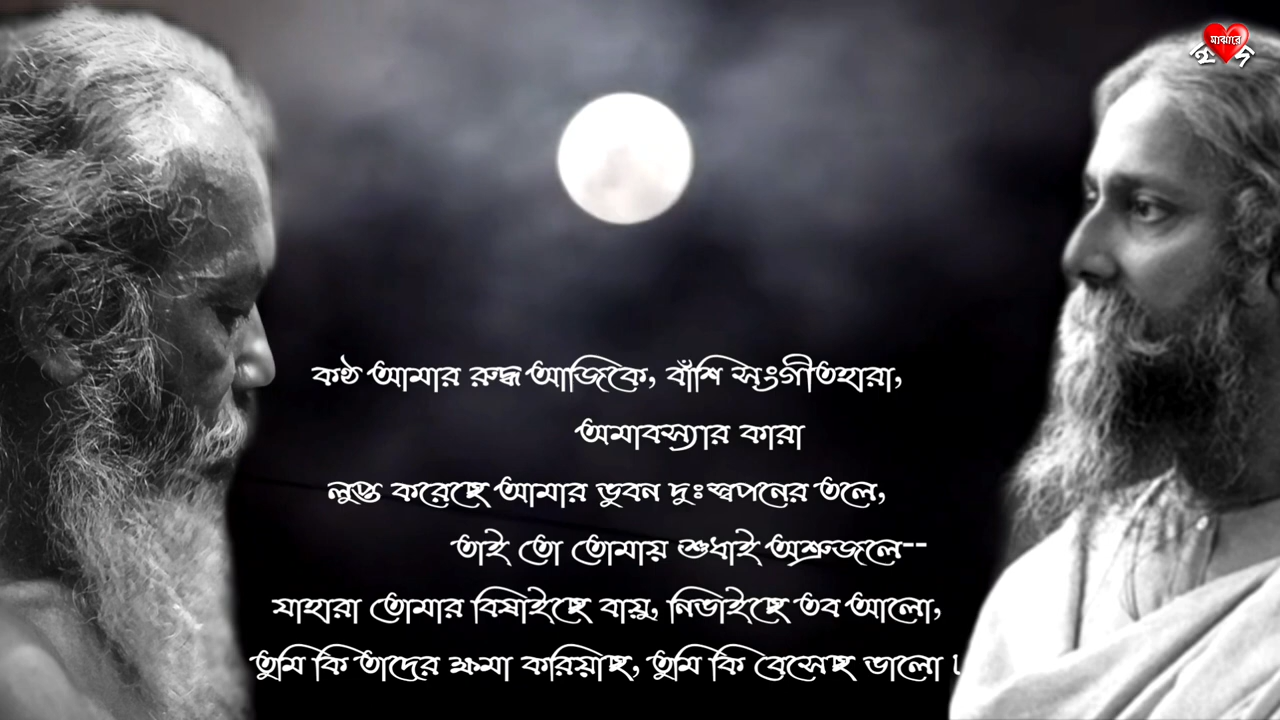 মাঝারে
হৃদ
কণ্ঠ আমার রুদ্ধ আজিকে, বাঁশি সংগীতহারা,
অমাবস্যার কারা
লুপ্ত করেছে আমার ভুবন দুঃস্বপনের তলে,
তাই তো তোমায় শুধাই অশ্রুজলে--
যাহারা তোমার বিষাইছে বায়ু, নিভাইছে তব আলো,
তুমি কি তাদের ক্ষমা করিয়াছ, তুমি কি বেসেছ ভালো।